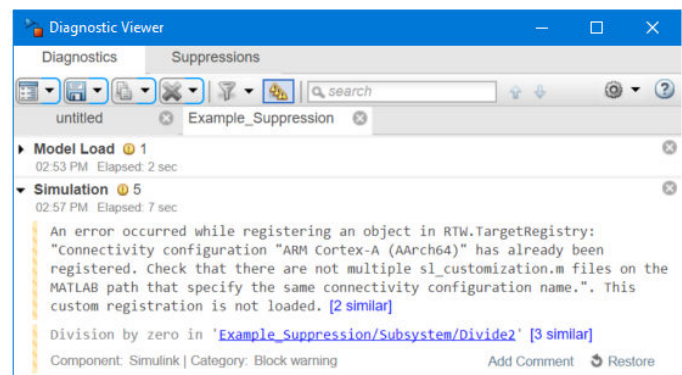 Diagnostic Viewer
Diagnostics Suppressions
search
untitled Example_Suppression
Model Load 1
02:53 PM Elapsed: 2 sec
Simulation 5
02:57 PM Elapsed: 7 sec
An error occurred while registering an object in RTW.TargetRegistry:
"Connectivity configuration "ARM Cortex-A (AArch64)" has already been
registered. Check that there are not multiple sl_customization.m files on the
MATLAB path that specify the same connectivity configuration name.". This
custom registration is not loaded. [2 similar]
Division by zero in 'Example_Suppression/Subsystem/Divide2' [3 similar]
Component: Simulink | Category: Block warning Add Comment Restore